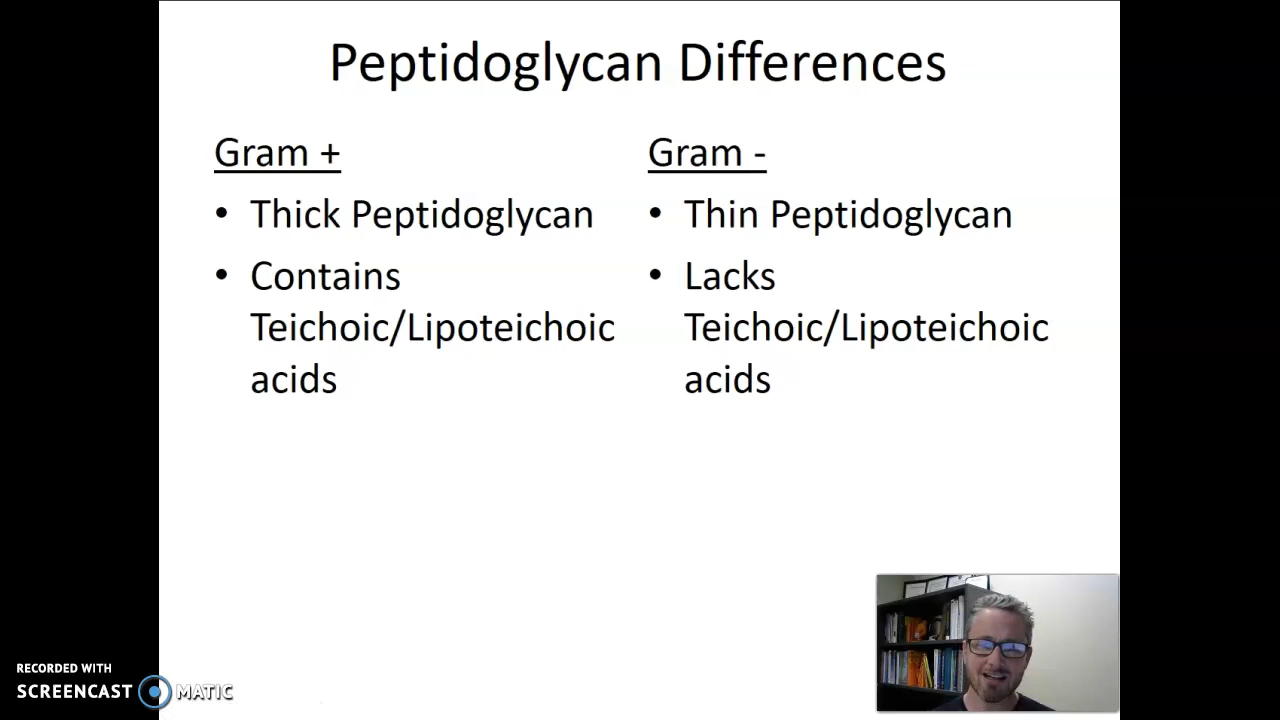 Peptidoglycan Differences
Gram +
• Thick Peptidoglycan
• Contains
Teichoic/Lipoteichoic
acids
Gram -
• Thin Peptidoglycan
• Lacks
Teichoic/Lipoteichoic
acids
RECORDED WITH
SCREENCAST MATIC